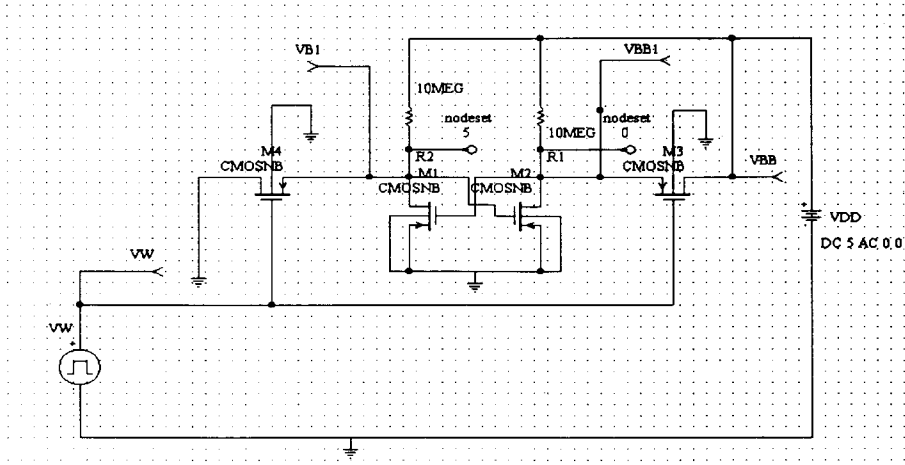 VB1
VBB1
10MEG
nodeset
5
10MEG
nodeset
0
M4
CMOSNB
R2
M1
CMOSNB
M2
CMOSNB
R1
M3
CMOSNB
VBB
+
VDD
DC 5 AC 0 0
VW
VW
+